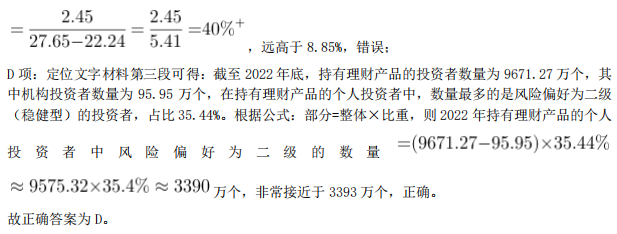 = 2.45/(27.65−22.24) = 2.45/5.41 = 40%⁺ ，远高于 8.85%，错误；
D 项：定位文字材料第三段可得：截至 2022 年底，持有理财产品的投资者数量为 9671.27 万个，其
中机构投资者数量为 95.95 万个，在持有理财产品的个人投资者中，数量最多的是风险偏好为二级
（稳健型）的投资者，占比 35.44%。根据公式：部分=整体×比重，则 2022 年持有理财产品的个人
投资者中风险偏好为二级的数量 =(9671.27−95.95)×35.44%
≈9575.32×35.4%≈3390 万个，非常接近于 3393 万个，正确。
故正确答案为 D。